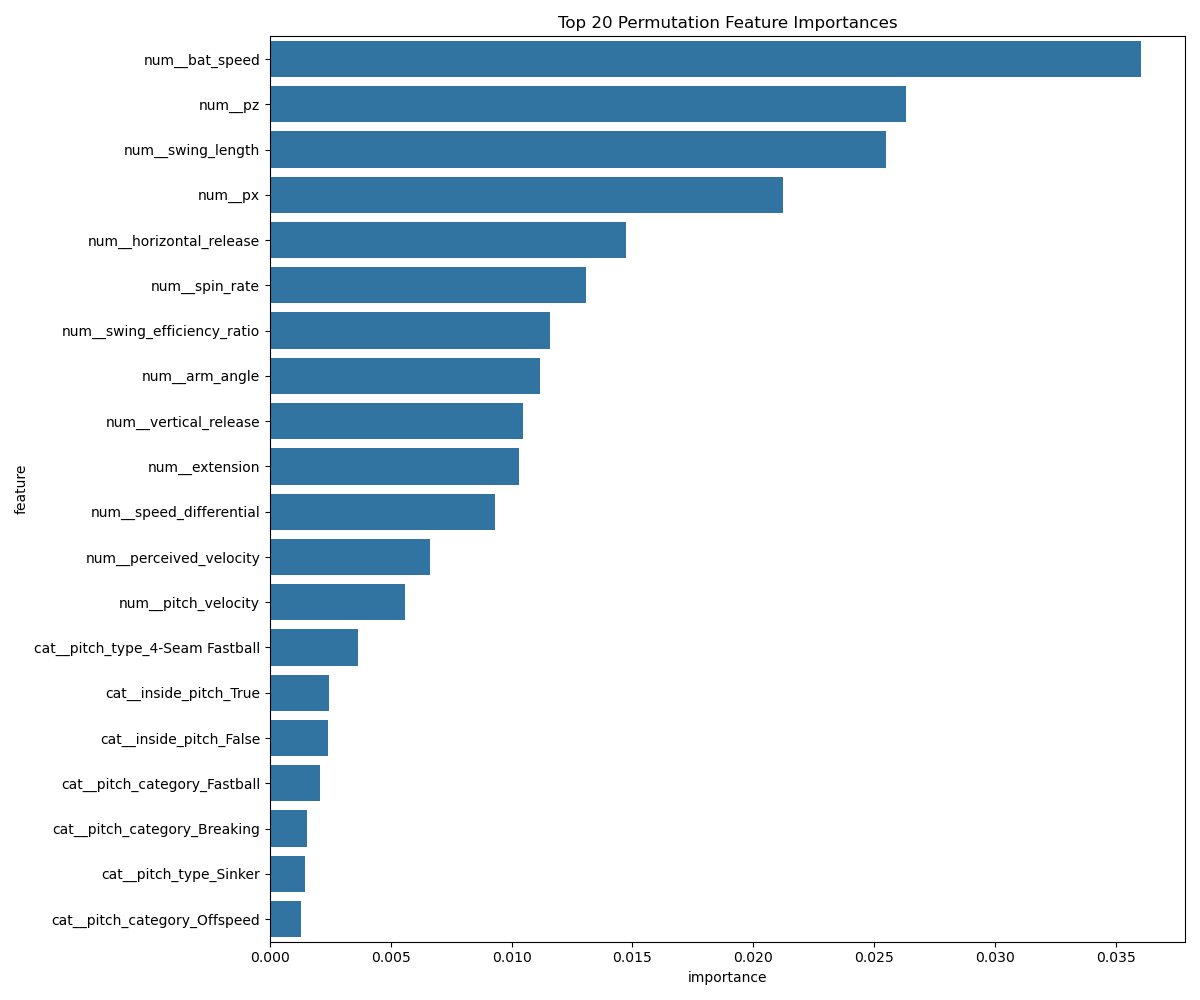 Top 20 Permutation Feature Importances
feature
num__bat_speed
num__pz
num__swing_length
num__px
num__horizontal_release
num__spin_rate
num__swing_efficiency_ratio
num__arm_angle
num__vertical_release
num__extension
num__speed_differential
num__perceived_velocity
num__pitch_velocity
cat__pitch_type_4-Seam Fastball
cat__inside_pitch_True
cat__inside_pitch_False
cat__pitch_category_Fastball
cat__pitch_category_Breaking
cat__pitch_type_Sinker
cat__pitch_category_Offspeed
0.000 0.005 0.010 0.015 0.020 0.025 0.030 0.035
importance